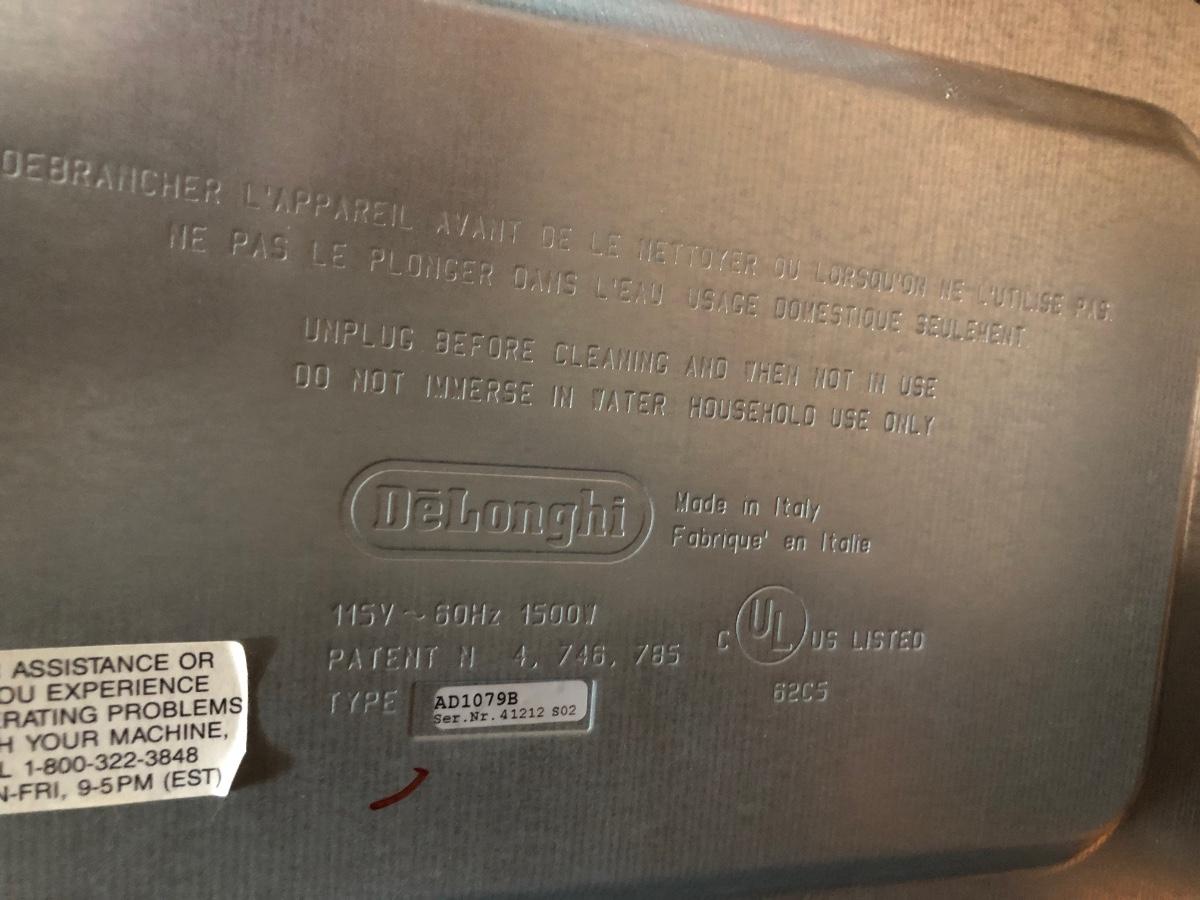 DEBRANCHER L'APPAREIL AVANT DE LE NETTOYER OU LORSQU'ON NE L'UTILISE PAS.
NE PAS LE PLONGER DANS L'EAU USAGE DOMESTIQUE SEULEMENT.
UNPLUG BEFORE CLEANING AND WHEN NOT IN USE
DO NOT IMMERSE IN WATER HOUSEHOLD USE ONLY
DēLonghi
Made in Italy
Fabrique' en Italie
115V ~ 60Hz 1500W
PATENT N 4, 746, 785
TYPE AD1079B
Ser.Nr. 41212 S02
C UL US LISTED
62C5
ASSISTANCE OR
OU EXPERIENCE
ERATING PROBLEMS
H YOUR MACHINE,
L 1-800-322-3848
N-FRI, 9-5PM (EST)